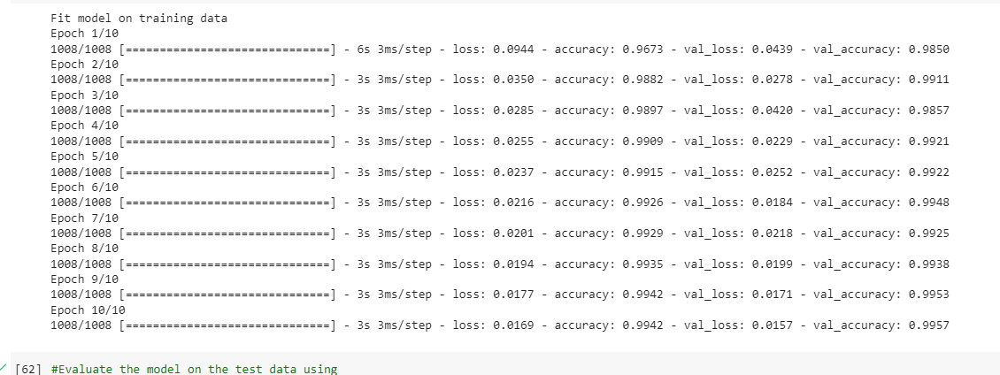 Fit model on training data
Epoch 1/10
1008/1008 [==============================] - 6s 3ms/step - loss: 0.0944 - accuracy: 0.9673 - val_loss: 0.0439 - val_accuracy: 0.9850
Epoch 2/10
1008/1008 [==============================] - 3s 3ms/step - loss: 0.0350 - accuracy: 0.9882 - val_loss: 0.0278 - val_accuracy: 0.9911
Epoch 3/10
1008/1008 [==============================] - 3s 3ms/step - loss: 0.0285 - accuracy: 0.9897 - val_loss: 0.0420 - val_accuracy: 0.9857
Epoch 4/10
1008/1008 [==============================] - 3s 3ms/step - loss: 0.0255 - accuracy: 0.9909 - val_loss: 0.0229 - val_accuracy: 0.9921
Epoch 5/10
1008/1008 [==============================] - 3s 3ms/step - loss: 0.0237 - accuracy: 0.9915 - val_loss: 0.0252 - val_accuracy: 0.9922
Epoch 6/10
1008/1008 [==============================] - 3s 3ms/step - loss: 0.0216 - accuracy: 0.9926 - val_loss: 0.0184 - val_accuracy: 0.9948
Epoch 7/10
1008/1008 [==============================] - 3s 3ms/step - loss: 0.0201 - accuracy: 0.9929 - val_loss: 0.0218 - val_accuracy: 0.9925
Epoch 8/10
1008/1008 [==============================] - 3s 3ms/step - loss: 0.0194 - accuracy: 0.9935 - val_loss: 0.0199 - val_accuracy: 0.9938
Epoch 9/10
1008/1008 [==============================] - 3s 3ms/step - loss: 0.0177 - accuracy: 0.9942 - val_loss: 0.0171 - val_accuracy: 0.9953
Epoch 10/10
1008/1008 [==============================] - 3s 3ms/step - loss: 0.0169 - accuracy: 0.9942 - val_loss: 0.0157 - val_accuracy: 0.9957
[62] #Evaluate the model on the test data using